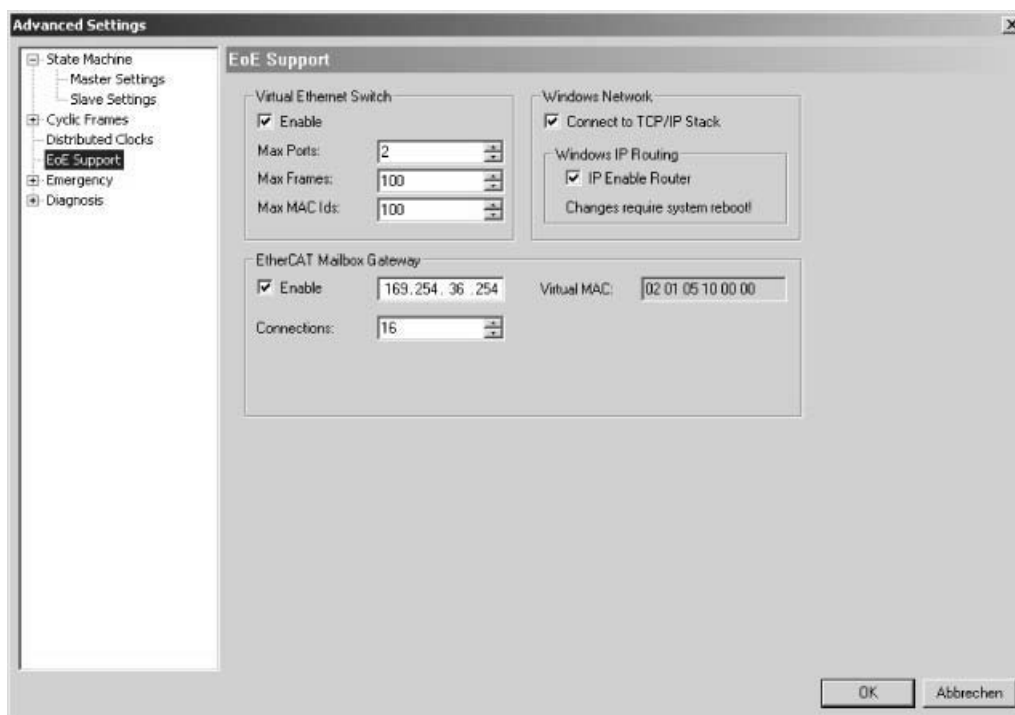 Advanced Settings
State Machine
Master Settings
Slave Settings
Cyclic Frames
Distributed Clocks
EoE Support
Emergency
Diagnosis
EoE Support
Virtual Ethernet Switch
Enable
Max Ports: 2
Max Frames: 100
Max MAC Ids: 100
Windows Network
Connect to TCP/IP Stack
Windows IP Routing
IP Enable Router
Changes require system reboot!
EtherCAT Mailbox Gateway
Enable 169.254. 36 .254 Virtual MAC: 02 01 05 10 00 00
Connections: 16
OK Abbrechen